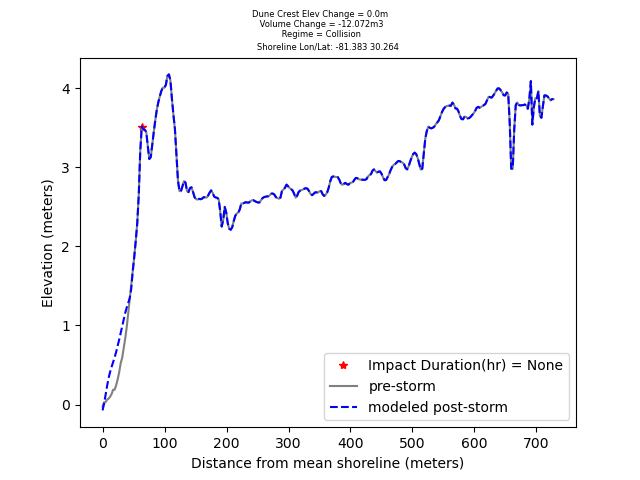 Dune Crest Elev Change = 0.0m
Volume Change = -12.072m3
Regime = Collision
Shoreline Lon/Lat: -81.383 30.264
4
3
2
1
0
Elevation (meters)
Impact Duration(hr) = None
pre-storm
modeled post-storm
0 100 200 300 400 500 600 700
Distance from mean shoreline (meters)